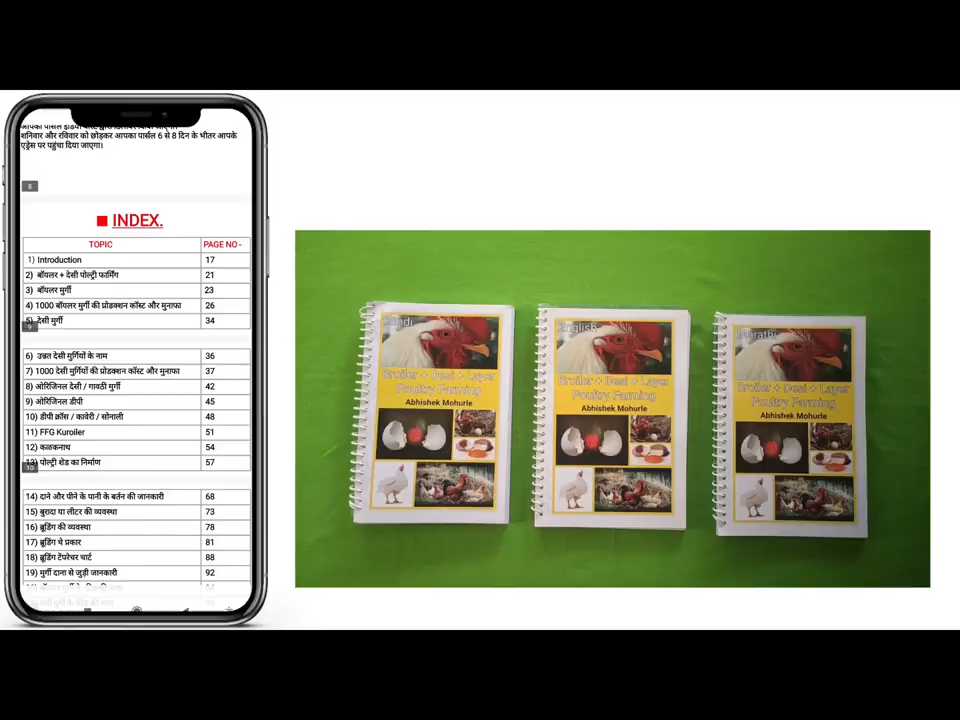 शनिवार और रविवार को छोड़कर आपका पार्सल 6 से 8 दिन के भीतर आपके
एड्रेस पर पहुंचा दिया जाएगा।
8
INDEX.
TOPIC PAGE NO -
1) Introduction 17
2) बॉयलर + देसी पोल्ट्री फार्मिंग 21
3) बॉयलर मुर्गी 23
4) 1000 बॉयलर मुर्गी की प्रोडक्शन कॉस्ट और मुनाफा 26
5) देसी मुर्गी 34
6) उन्नत देसी मुर्गियों के नाम 36
7) 1000 देसी मुर्गियों की प्रोडक्शन कॉस्ट और मुनाफा 37
8) ओरिजिनल देसी / गावठी मुर्गी 42
9) ओरिजिनल डीपी 45
10) डीपी क्रॉस / कावेरी / सोनाली 48
11) FFG Kuroiler 51
12) कळकनाथ 54
13) पोल्ट्री शेड का निर्माण 57
10
14) दाने और पीने के पानी के बर्तन की जानकारी 68
15) बुरादा या लीटर की व्यवस्था 73
16) ब्रूडिंग की व्यवस्था 78
17) ब्रूडिंग चे प्रकार 81
18) ब्रूडिंग टेंपरेचर चार्ट 88
19) मुर्गी दाना से जुड़ी जानकारी 92
Hindi
Broiler + Desi + Layer
Poultry Farming
Abhishek Mohurle
English
Broiler + Desi + Layer
Poultry Farming
Abhishek Mohurle
Marathi
Broiler + Desi + Layer
Poultry Farming
Abhishek Mohurle